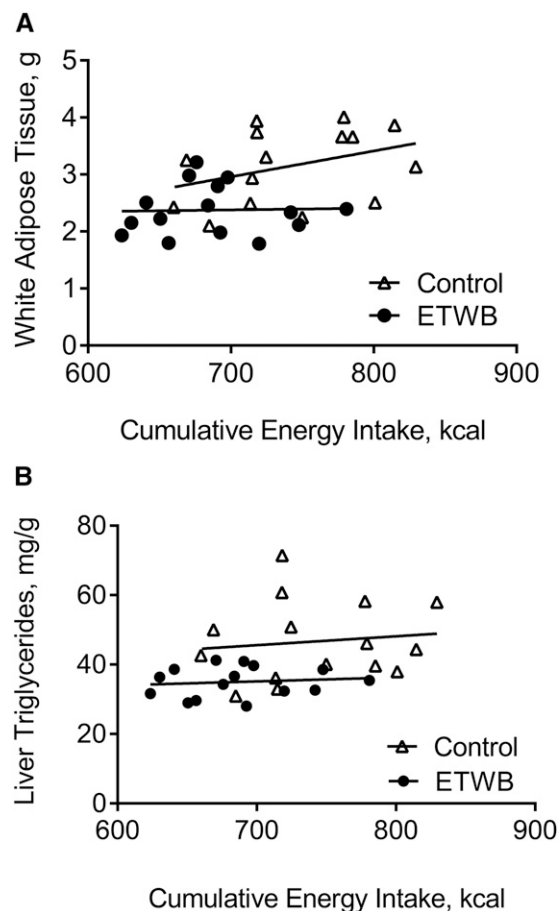 A
White Adipose Tissue, g
5
4
3
2
1
0
Control
ETWB
600 700 800 900
Cumulative Energy Intake, kcal
B
Liver Triglycerides, mg/g
80
60
40
20
0
Control
ETWB
600 700 800 900
Cumulative Energy Intake, kcal